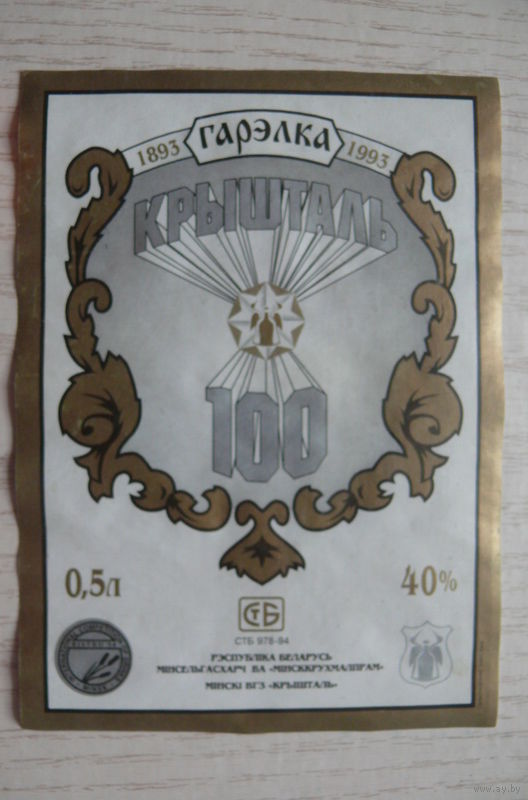 1893 ГАРЭЛКА 1993
КРЫШТАЛЬ
100
0,5Л 40%
СТБ
СТБ 978-94
РЭСПУБЛІКА БЕЛАРУСЬ
МІНСЕЛЬГАСХАРЧ ВА «МІНСККРУХМАЛПРАМ»
МІНСКІ ВГЗ «КРЫШТАЛЬ»
www.ay.by